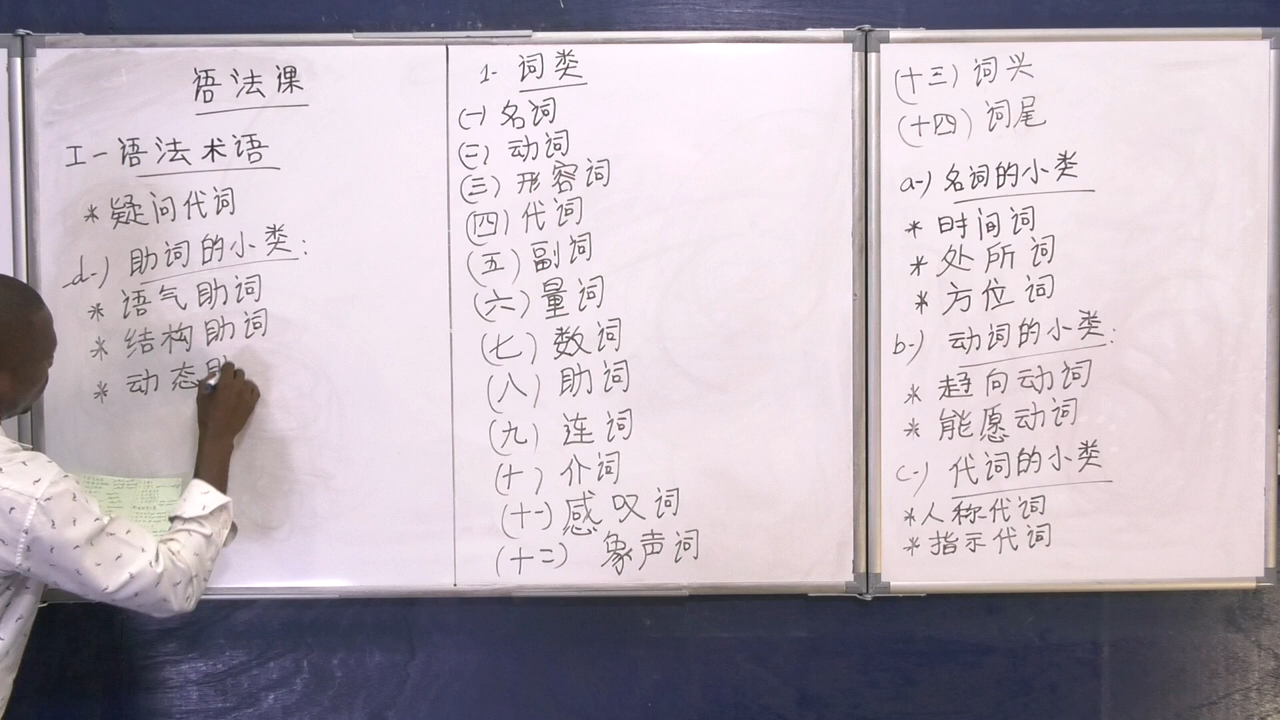 语法课
I-语法术语
* 疑问代词
d-) 助词的小类:
* 语气助词
* 结构助词
* 动态助
1- 词类
(一) 名词
(二) 动词
(三) 形容词
(四) 代词
(五) 副词
(六) 量词
(七) 数词
(八) 助词
(九) 连词
(十) 介词
(十一) 感叹词
(十二) 象声词
(十三) 词兴
(十四) 词尾
a-) 名词的小类
* 时间词
* 处所词
* 方位词
b-) 动词的小类:
* 趋向动词
* 能愿动词
c-) 代词的小类
* 人称代词
* 指示代词